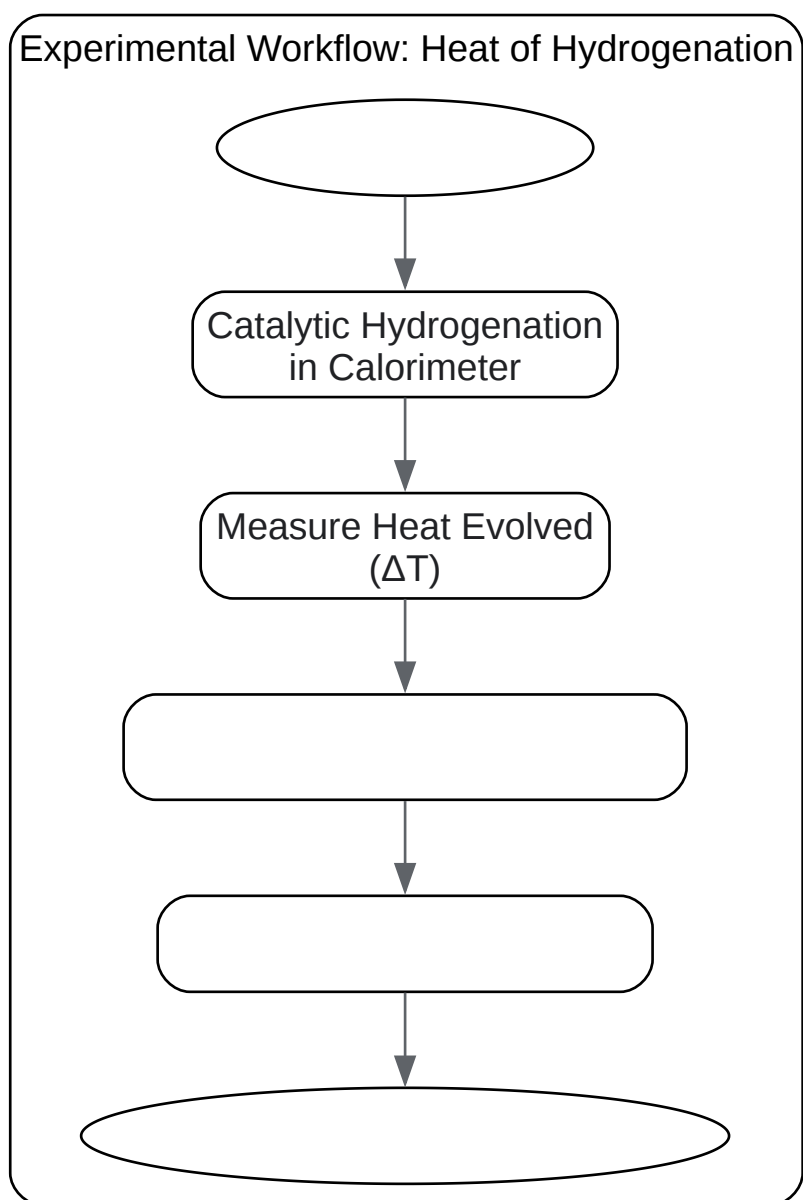 Experimental Workflow: Heat of Hydrogenation
Catalytic Hydrogenation
in Calorimeter
Measure Heat Evolved
(ΔT)